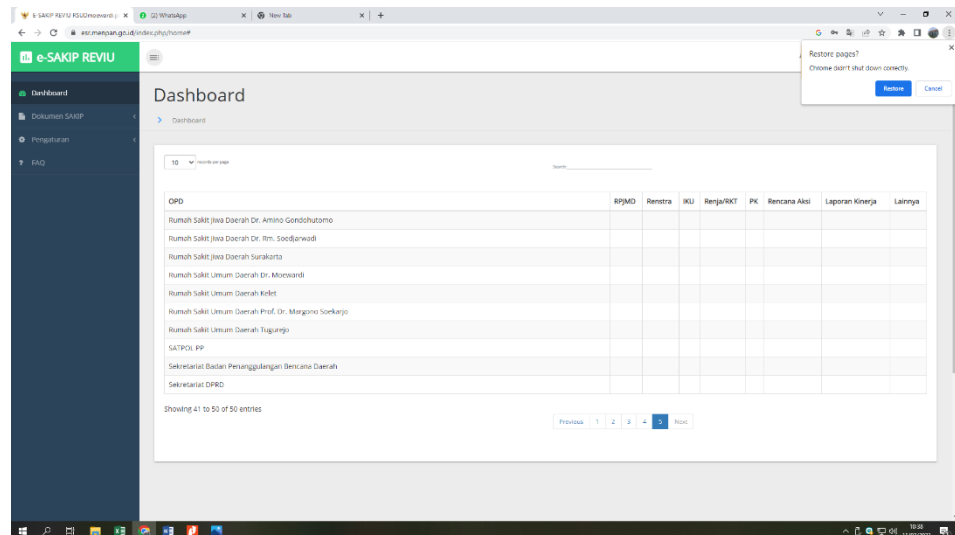 e-SAKIP REVIU RSUDmoewardi p
(2) WhatsApp
New Tab
esr.menpan.go.id/index.php/home#
e-SAKIP REVIU
Restore pages?
Chrome didn't shut down correctly.
Restore Cancel
Dashboard
Dokumen SAKIP
Pengaturan
FAQ
Dashboard
Dashboard
10 records per page
Search:
OPD RPJMD Renstra IKU Renja/RKT PK Rencana Aksi Laporan Kinerja Lainnya
Rumah Sakit Jiwa Daerah Dr. Amino Gondohutomo
Rumah Sakit Jiwa Daerah Dr. Rm. Soedjarwadi
Rumah Sakit Jiwa Daerah Surakarta
Rumah Sakit Umum Daerah Dr. Moewardi
Rumah Sakit Umum Daerah Kelet
Rumah Sakit Umum Daerah Prof. Dr. Margono Soekarjo
Rumah Sakit Umum Daerah Tugurejo
SATPOL PP
Sekretariat Badan Penanggulangan Bencana Daerah
Sekretariat DPRD
Showing 41 to 50 of 50 entries
Previous 1 2 3 4 5 Next
18:38